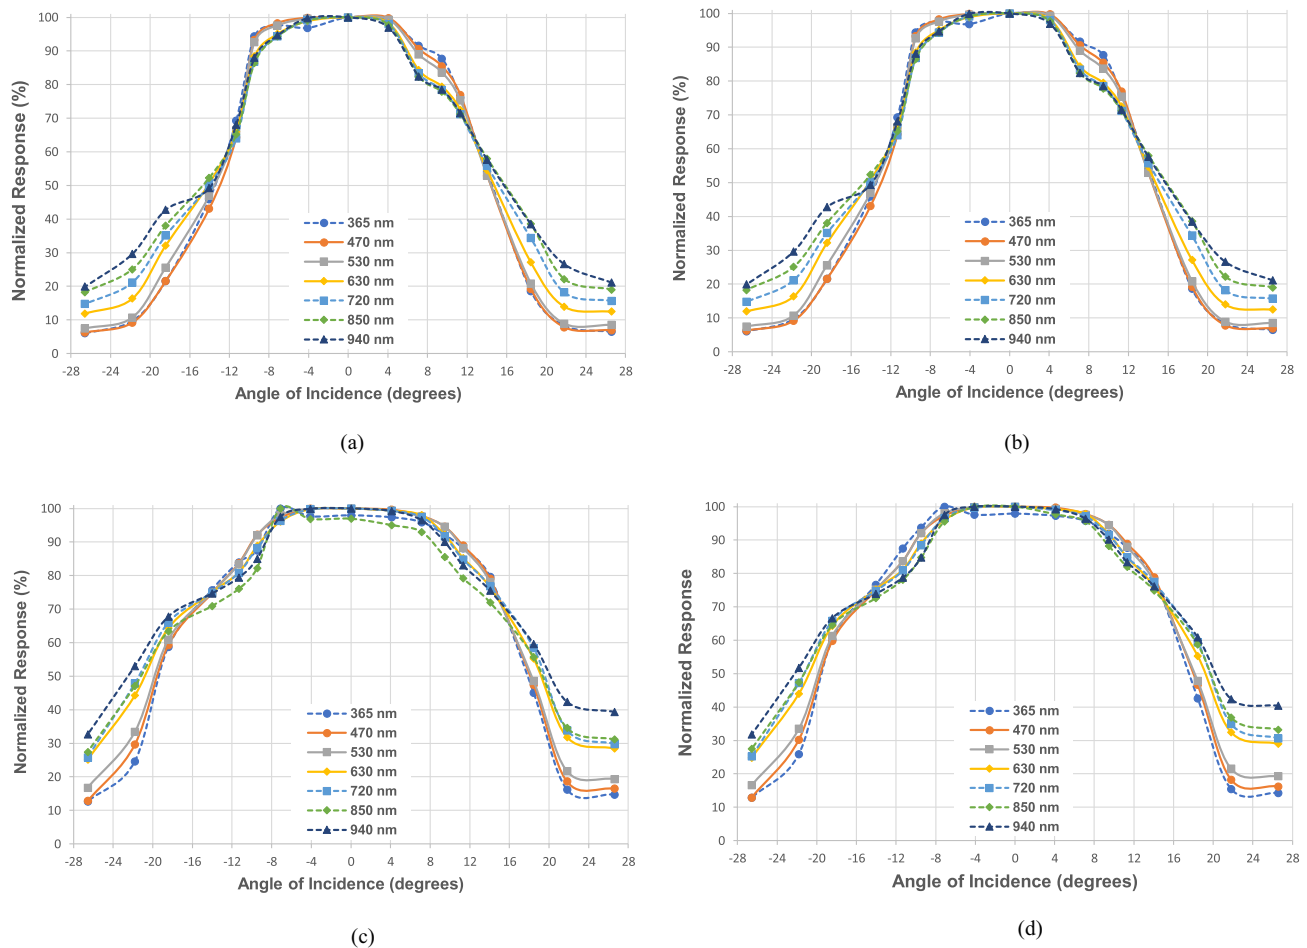 Normalized Response (%)
100
90
80
70
60
50
40
30
20
10
0
-28 -24 -20 -16 -12 -8 -4 0 4 8 12 16 20 24 28
Angle of Incidence (degrees)
365 nm
470 nm
530 nm
630 nm
720 nm
850 nm
940 nm
(a)
Normalized Response (%)
100
90
80
70
60
50
40
30
20
10
0
-28 -24 -20 -16 -12 -8 -4 0 4 8 12 16 20 24 28
Angle of Incidence (degrees)
365 nm
470 nm
530 nm
630 nm
720 nm
850 nm
940 nm
(b)
Normalized Response (%)
100
90
80
70
60
50
40
30
20
10
0
-28 -24 -20 -16 -12 -8 -4 0 4 8 12 16 20 24 28
Angle of Incidence (degrees)
365 nm
470 nm
530 nm
630 nm
720 nm
850 nm
940 nm
(c)
Normalized Response
100
90
80
70
60
50
40
30
20
10
0
-28 -24 -20 -16 -12 -8 -4 0 4 8 12 16 20 24 28
Angle of Incidence (degrees)
365 nm
470 nm
530 nm
630 nm
720 nm
850 nm
940 nm
(d)